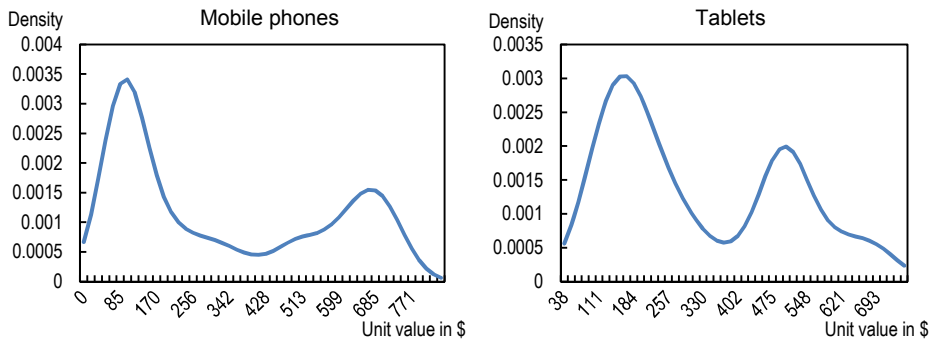 Mobile phones
Density
0.004
0.0035
0.003
0.0025
0.002
0.0015
0.001
0.0005
0
0 85 170 256 342 428 513 599 685 771
Unit value in $
Tablets
Density
0.0035
0.003
0.0025
0.002
0.0015
0.001
0.0005
0
38 111 184 257 330 402 475 548 621 693
Unit value in $